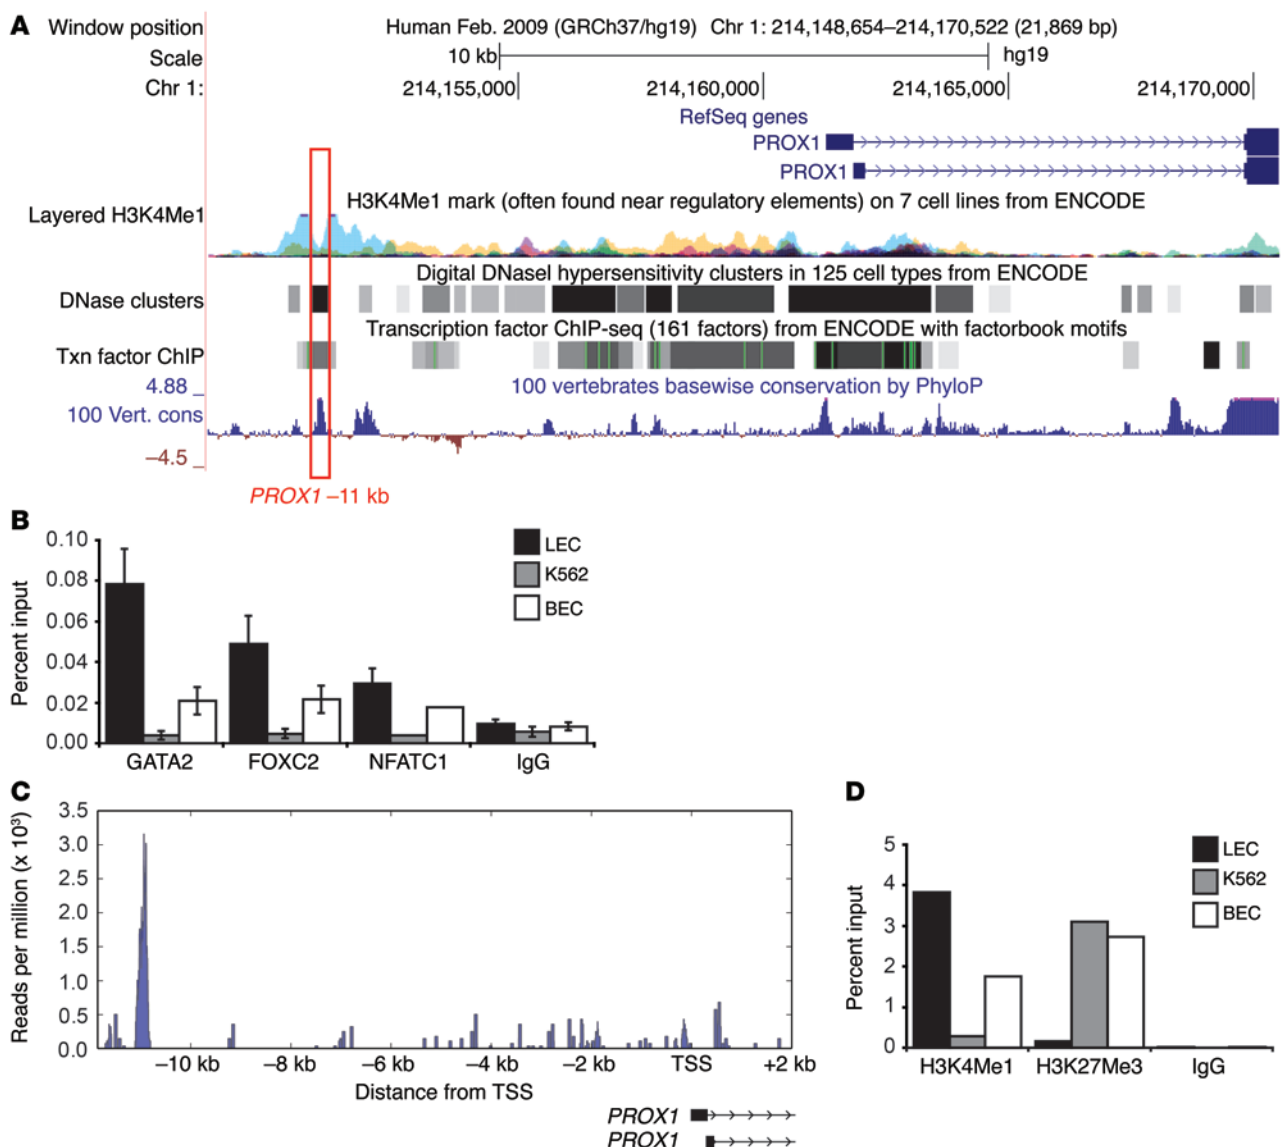 A
Window position Human Feb. 2009 (GRCh37/hg19) Chr 1: 214,148,654–214,170,522 (21,869 bp)
Scale 10 kb hg19
Chr 1: 214,155,000 214,160,000 214,165,000 214,170,000
RefSeq genes
PROX1
PROX1
H3K4Me1 mark (often found near regulatory elements) on 7 cell lines from ENCODE
Layered H3K4Me1
Digital DNaseI hypersensitivity clusters in 125 cell types from ENCODE
DNase clusters
Transcription factor ChIP-seq (161 factors) from ENCODE with factorbook motifs
Txn factor ChIP
4.88 100 vertebrates basewise conservation by PhyloP
100 Vert. cons
–4.5
PROX1 –11 kb
B
Percent input
0.10
0.08
0.06
0.04
0.02
0.00
LEC
K562
BEC
GATA2 FOXC2 NFATC1 IgG
C
Reads per million (x 10³)
3.5
3.0
2.5
2.0
1.5
1.0
0.5
0.0
–10 kb –8 kb –6 kb –4 kb –2 kb TSS +2 kb
Distance from TSS
PROX1
PROX1
D
Percent input
5
4
3
2
1
0
LEC
K562
BEC
H3K4Me1 H3K27Me3 IgG